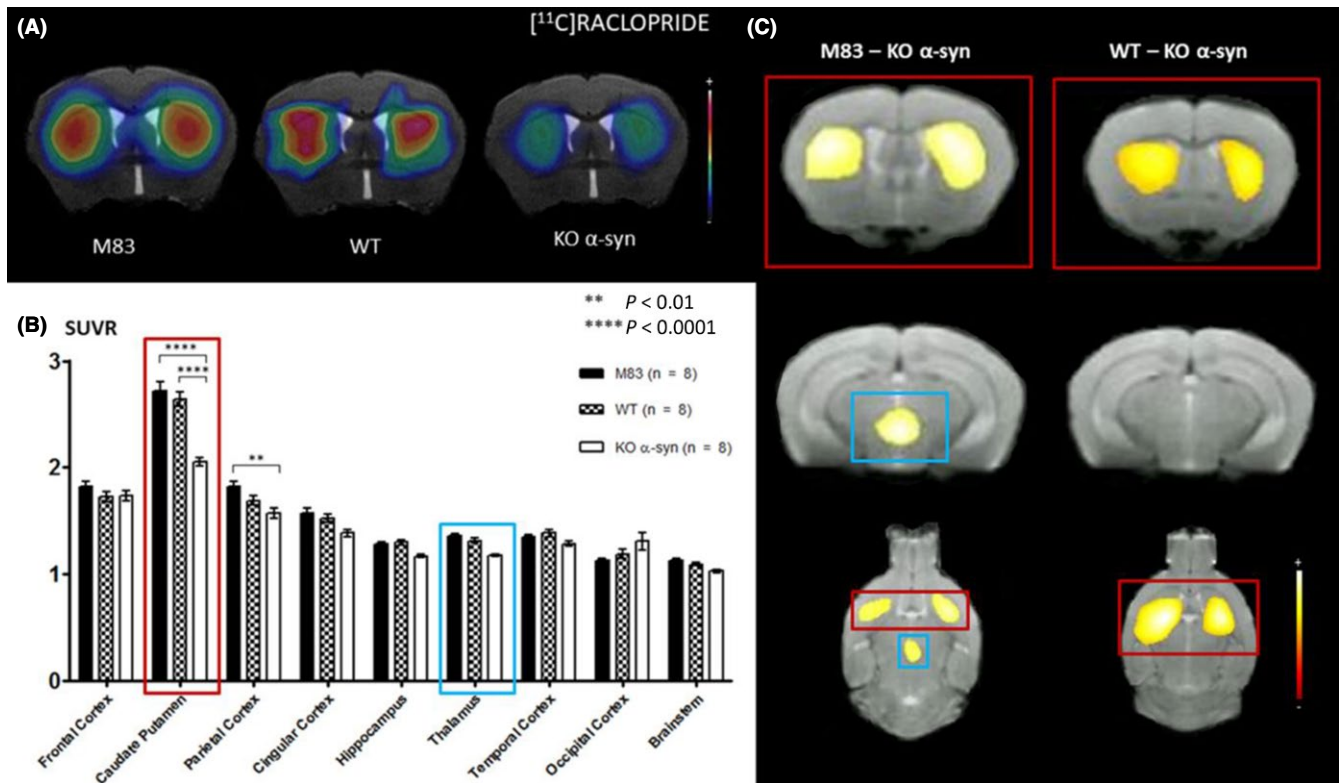 (A)
[¹¹C]RACLOPRIDE
+
-
M83
WT
KO α-syn
(B)
SUVR
** P < 0.01
**** P < 0.0001
M83 (n = 8)
WT (n = 8)
KO α-syn (n = 8)
3
2
1
0
****
****
**
Frontal Cortex
Caudate Putamen
Parietal Cortex
Cingular Cortex
Hippocampus
Thalamus
Temporal Cortex
Occipital Cortex
Brainstem
(C)
M83 – KO α-syn
WT – KO α-syn
+
-